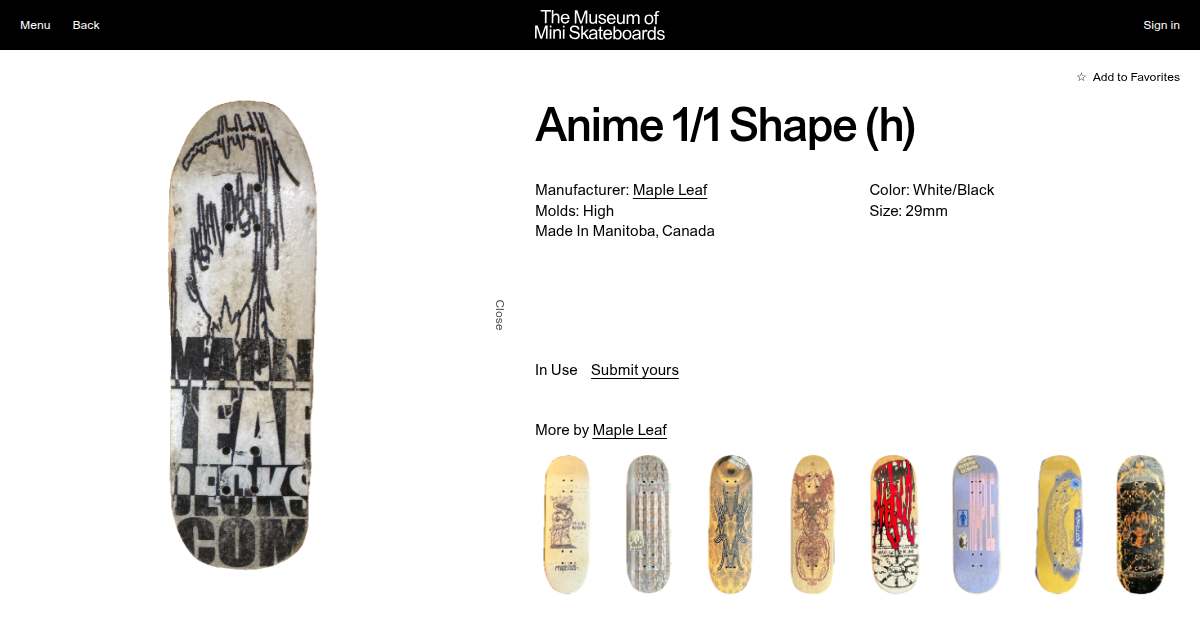 Menu
Back
The Museum of
Mini Skateboards
Sign in
☆ Add to Favorites
Anime 1/1 Shape (h)
Manufacturer: Maple Leaf
Molds: High
Made In Manitoba, Canada
Color: White/Black
Size: 29mm
Close
In Use
Submit yours
More by Maple Leaf
MAPL
LEAF
DECKS
COM